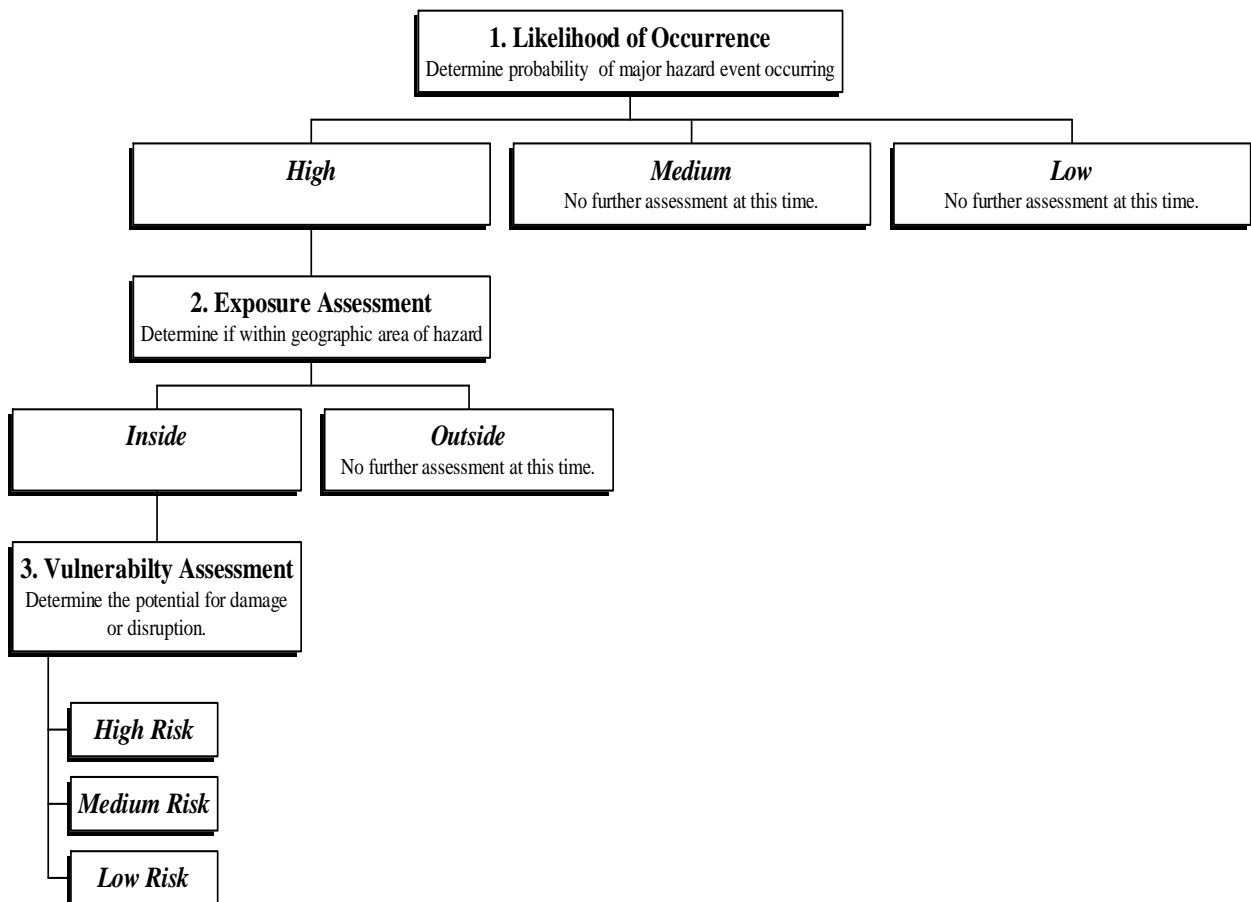 1. Likelihood of Occurrence
Determine probability of major hazard event occurring
High
Medium
No further assessment at this time.
Low
No further assessment at this time.
2. Exposure Assessment
Determine if within geographic area of hazard
Inside
Outside
No further assessment at this time.
3. Vulnerabilty Assessment
Determine the potential for damage
or disruption.
High Risk
Medium Risk
Low Risk